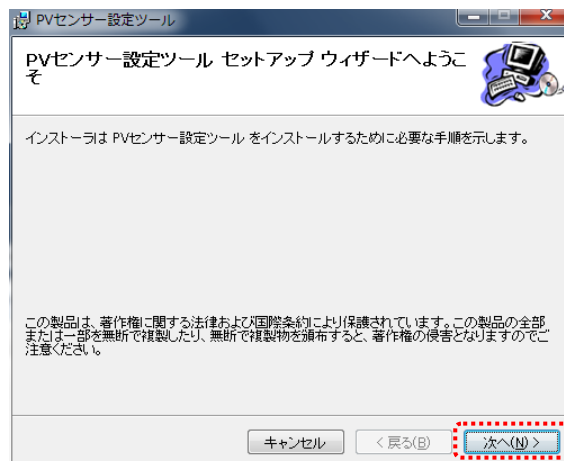 PVセンサー設定ツール
PVセンサー設定ツール セットアップ ウィザードへようこ
そ
インストーラは PVセンサー設定ツール をインストールするために必要な手順を示します。
この製品は、著作権に関する法律および国際条約により保護されています。この製品の全部
または一部を無断で複製したり、無断で複製物を頒布すると、著作権の侵害となりますのでご
注意ください。
キャンセル
< 戻る(B)
次へ(N) >